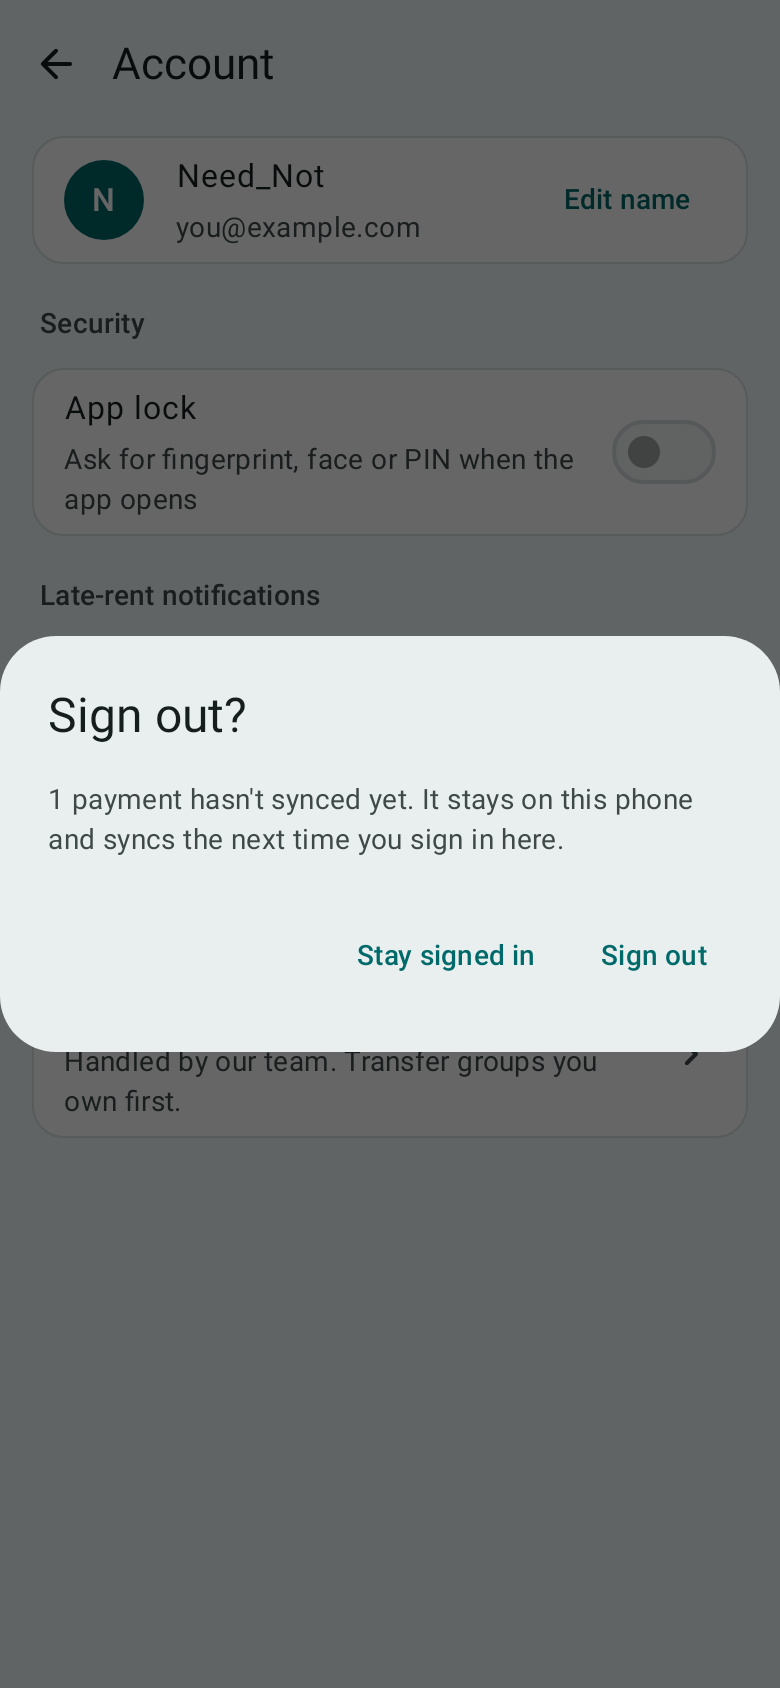 Account
N
Need_Not
you@example.com
Edit name
Security
App lock
Ask for fingerprint, face or PIN when the
app opens
Late-rent notifications
Sign out?
1 payment hasn't synced yet. It stays on this phone
and syncs the next time you sign in here.
Stay signed in
Sign out
Handled by our team. Transfer groups you
own first.